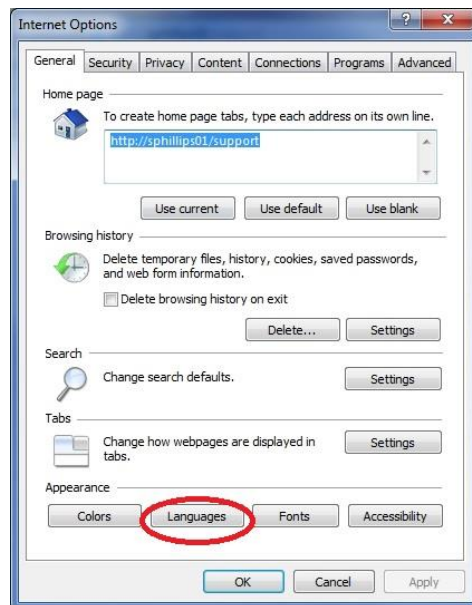 Internet Options
General Security Privacy Content Connections Programs Advanced
Home page
To create home page tabs, type each address on its own line.
http://sphillips01/support
Use current Use default Use blank
Browsing history
Delete temporary files, history, cookies, saved passwords,
and web form information.
Delete browsing history on exit
Delete... Settings
Search
Change search defaults. Settings
Tabs
Change how webpages are displayed in
tabs. Settings
Appearance
Colors Languages Fonts Accessibility
OK Cancel Apply